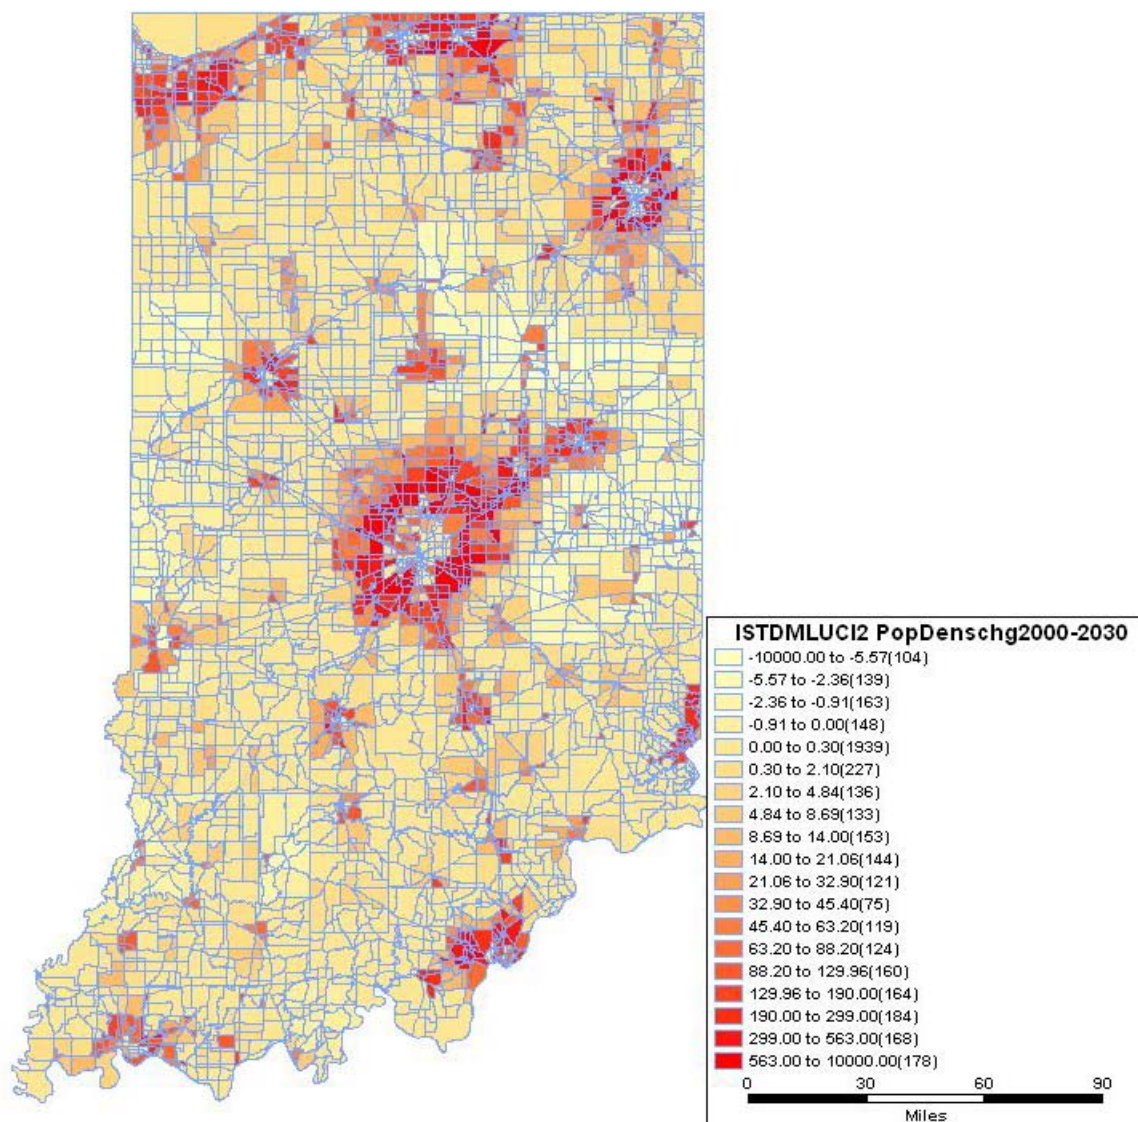 ISTDMLUCI2 PopDenschg2000-2030
-10000.00 to -5.57(104)
-5.57 to -2.36(139)
-2.36 to -0.91(163)
-0.91 to 0.00(148)
0.00 to 0.30(1939)
0.30 to 2.10(227)
2.10 to 4.84(136)
4.84 to 8.69(133)
8.69 to 14.00(153)
14.00 to 21.06(144)
21.06 to 32.90(121)
32.90 to 45.40(75)
45.40 to 63.20(119)
63.20 to 88.20(124)
88.20 to 129.96(160)
129.96 to 190.00(164)
190.00 to 299.00(184)
299.00 to 563.00(168)
563.00 to 10000.00(178)
0 30 60 90
Miles